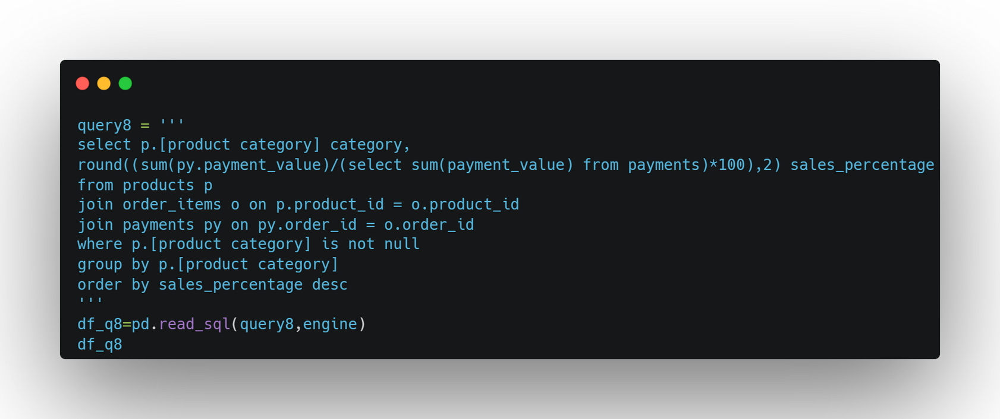 query8 = '''
select p.[product category] category,
round((sum(py.payment_value)/(select sum(payment_value) from payments)*100),2) sales_percentage
from products p
join order_items o on p.product_id = o.product_id
join payments py on py.order_id = o.order_id
where p.[product category] is not null
group by p.[product category]
order by sales_percentage desc
'''
df_q8=pd.read_sql(query8,engine)
df_q8